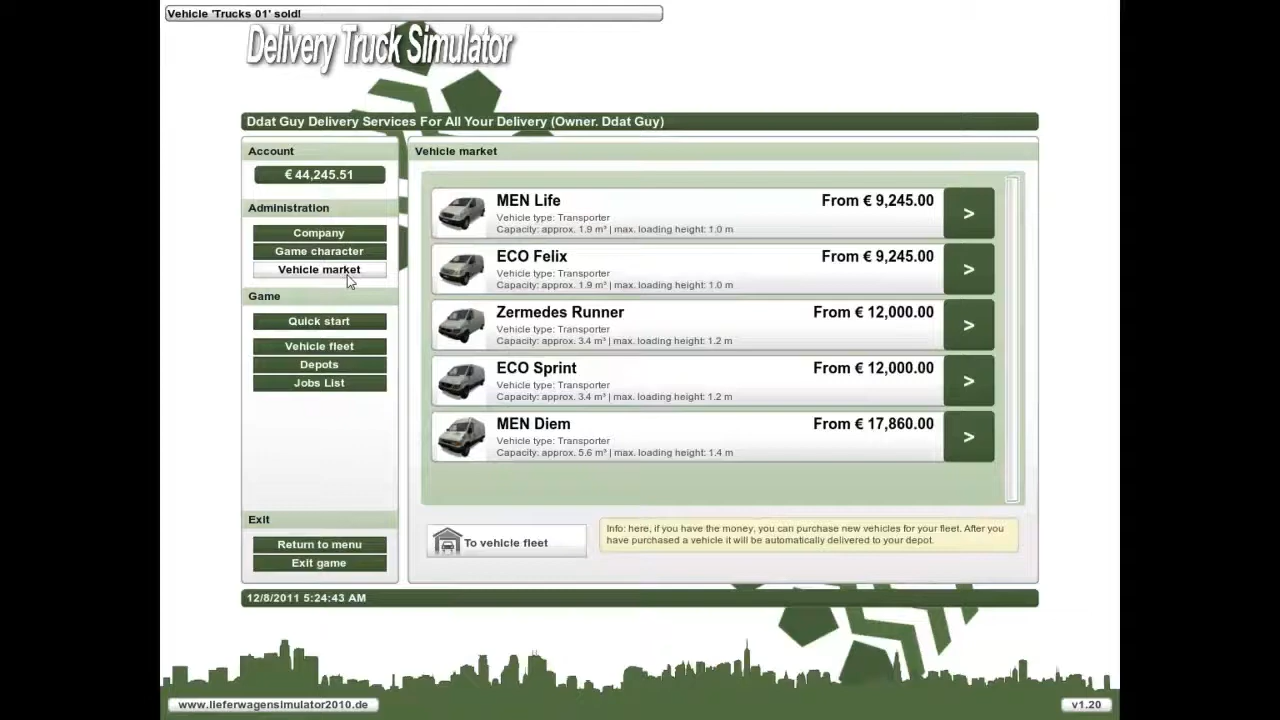 Vehicle 'Trucks 01' sold!
Delivery Truck Simulator
Ddat Guy Delivery Services For All Your Delivery (Owner. Ddat Guy)
Account
€ 44,245.51
Administration
Company
Game character
Vehicle market
Game
Quick start
Vehicle fleet
Depots
Jobs List
Exit
Return to menu
Exit game
Vehicle market
MEN Life
From € 9,245.00
Vehicle type: Transporter
Capacity: approx. 1.9 m³ | max. loading height: 1.0 m
>
ECO Felix
From € 9,245.00
Vehicle type: Transporter
Capacity: approx. 1.9 m³ | max. loading height: 1.0 m
>
Zermedes Runner
From € 12,000.00
Vehicle type: Transporter
Capacity: approx. 3.4 m³ | max. loading height: 1.2 m
>
ECO Sprint
From € 12,000.00
Vehicle type: Transporter
Capacity: approx. 3.4 m³ | max. loading height: 1.2 m
>
MEN Diem
From € 17,860.00
Vehicle type: Transporter
Capacity: approx. 5.6 m³ | max. loading height: 1.4 m
>
To vehicle fleet
Info: here, if you have the money, you can purchase new vehicles for your fleet. After you
have purchased a vehicle it will be automatically delivered to your depot.
12/8/2011 5:24:43 AM
www.lieferwagensimulator2010.de
v1.20